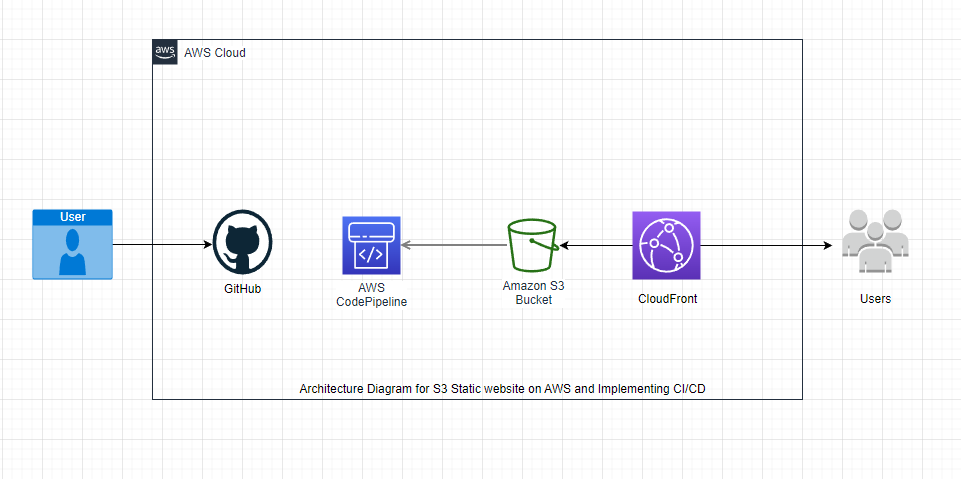 aws
AWS Cloud
User
GitHub
AWS
CodePipeline
Amazon S3
Bucket
CloudFront
Users
Architecture Diagram for S3 Static website on AWS and Implementing CI/CD